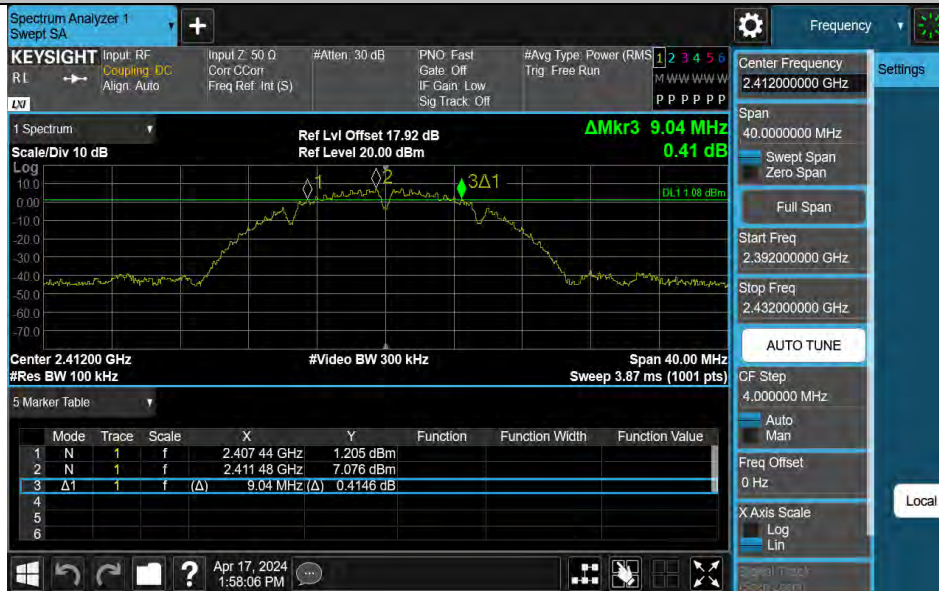 Spectrum Analyzer 1
Swept SA
+
Frequency
KEYSIGHT
RL
LXI
Input: RF
Coupling: DC
Align: Auto
Input Z: 50 Ω
Corr CCorr
Freq Ref: Int (S)
#Atten: 30 dB
PNO: Fast
Gate: Off
IF Gain: Low
Sig Track: Off
#Avg Type: Power (RMS
Trig: Free Run
1 2 3 4 5 6
M W W W W W
P P P P P P
1 Spectrum
Scale/Div 10 dB
Ref Lvl Offset 17.92 dB
Ref Level 20.00 dBm
ΔMkr3 9.04 MHz
0.41 dB
Log
10.0
0.00
-10.0
-20.0
-30.0
-40.0
-50.0
-60.0
-70.0
1
2
3Δ1
DL1 1.08 dBm
Center 2.41200 GHz
#Video BW 300 kHz
Span 40.00 MHz
#Res BW 100 kHz
Sweep 3.87 ms (1001 pts)
5 Marker Table
Mode Trace Scale X Y Function Function Width Function Value
1 N 1 f 2.407 44 GHz 1.205 dBm
2 N 1 f 2.411 48 GHz 7.076 dBm
3 Δ1 1 f (Δ) 9.04 MHz (Δ) 0.4146 dB
4
5
6
?
Apr 17, 2024
1:58:06 PM
Center Frequency
2.412000000 GHz
Span
40.0000000 MHz
Swept Span
Zero Span
Full Span
Start Freq
2.392000000 GHz
Stop Freq
2.432000000 GHz
AUTO TUNE
CF Step
4.000000 MHz
Auto
Man
Freq Offset
0 Hz
X Axis Scale
Log
Lin
Signal Track
(Span Zoom)
Settings
Local